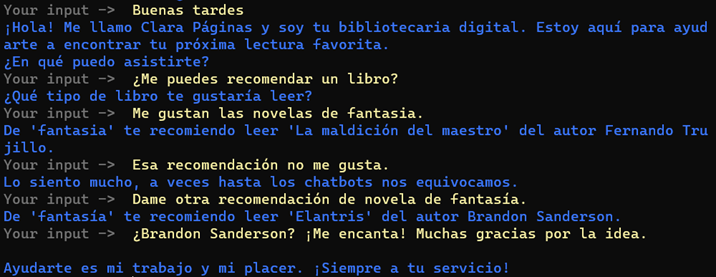 Your input -> Buenas tardes
¡Hola! Me llamo Clara Páginas y soy tu bibliotecaria digital. Estoy aquí para ayud
arte a encontrar tu próxima lectura favorita.
¿En qué puedo asistirte?
Your input -> ¿Me puedes recomendar un libro?
¿Qué tipo de libro te gustaría leer?
Your input -> Me gustan las novelas de fantasia.
De 'fantasia' te recomiendo leer 'La maldición del maestro' del autor Fernando Tru
jillo.
Your input -> Esa recomendación no me gusta.
Lo siento mucho, a veces hasta los chatbots nos equivocamos.
Your input -> Dame otra recomendación de novela de fantasía.
De 'fantasía' te recomiendo leer 'Elantris' del autor Brandon Sanderson.
Your input -> ¿Brandon Sanderson? ¡Me encanta! Muchas gracias por la idea.
Ayudarte es mi trabajo y mi placer. ¡Siempre a tu servicio!